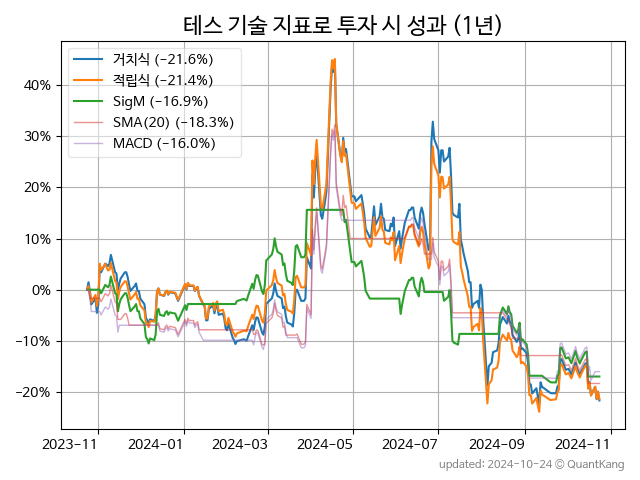 테스 기술 지표로 투자 시 성과 (1년)
거치식 (−21.6%)
적립식 (−21.4%)
SigM (−16.9%)
SMA(20) (−18.3%)
MACD (−16.0%)
40%
30%
20%
10%
0%
−10%
−20%
2023-11 2024-01 2024-03 2024-05 2024-07 2024-09 2024-11
updated: 2024-10-24 ⓒ QuantKang